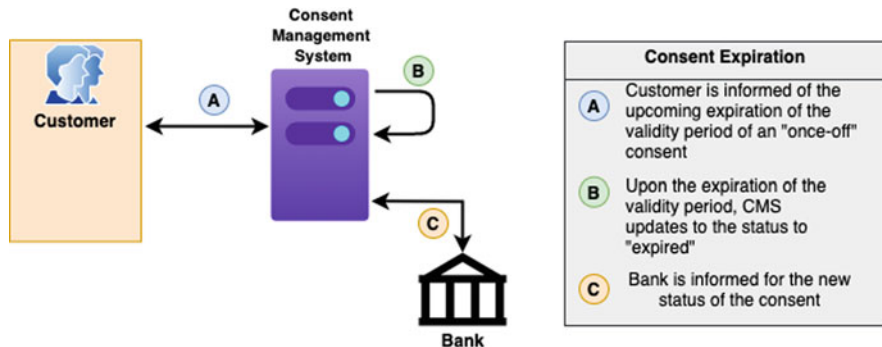 Consent
Management
System
Customer
A
B
C
Bank
Consent Expiration
A
Customer is informed of the
upcoming expiration of the
validity period of an "once-off"
consent
B
Upon the expiration of the
validity period, CMS
updates to the status to
"expired"
C
Bank is informed for the new
status of the consent